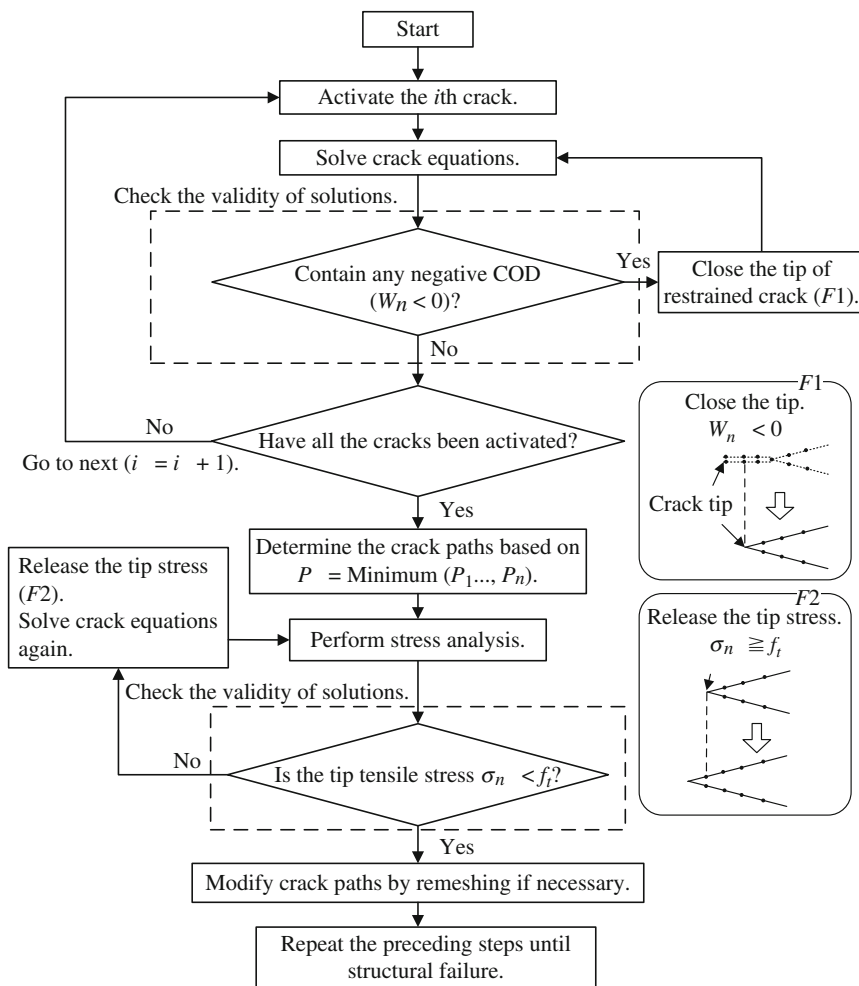 Start
Activate the ith crack.
Solve crack equations.
Check the validity of solutions.
Contain any negative COD
(Wn < 0)?
Yes
Close the tip of
restrained crack (F1).
No
Have all the cracks been activated?
No
Go to next (i = i + 1).
Yes
Determine the crack paths based on
P = Minimum (P1..., Pn).
Release the tip stress
(F2).
Solve crack equations
again.
Perform stress analysis.
Check the validity of solutions.
Is the tip tensile stress σn < ft?
No
Yes
Modify crack paths by remeshing if necessary.
Repeat the preceding steps until
structural failure.
F1
Close the tip.
Wn < 0
Crack tip
F2
Release the tip stress.
σn ≧ ft